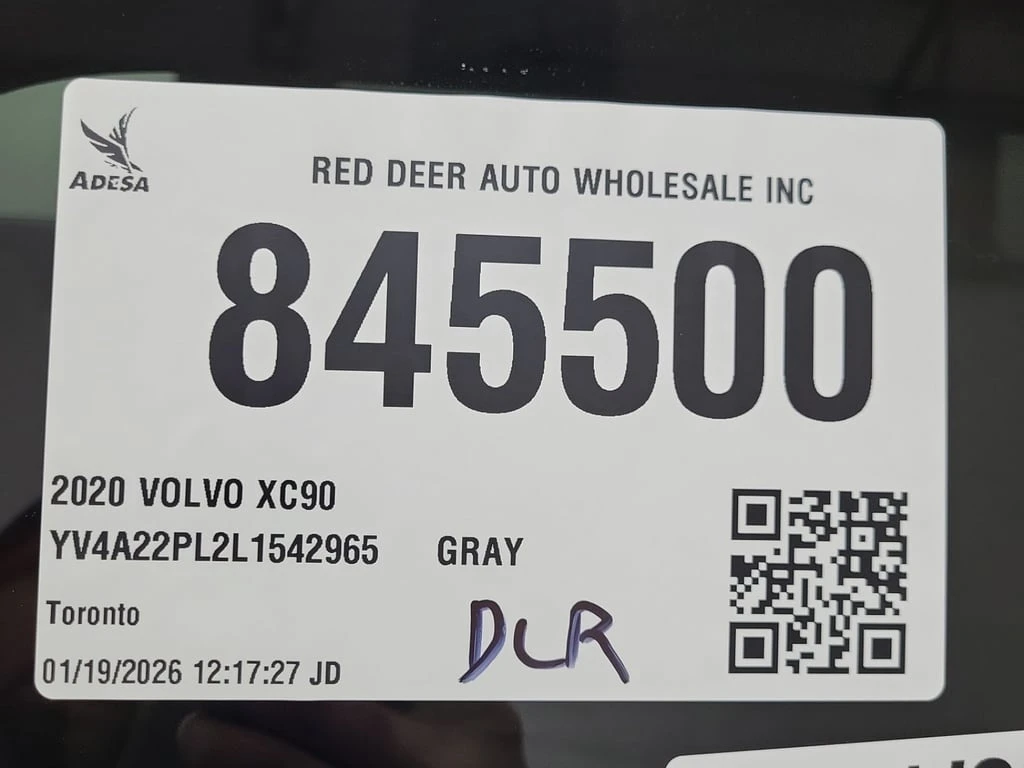 ADESA
RED DEER AUTO WHOLESALE INC
845500
2020 VOLVO XC90
YV4A22PL2L1542965 GRAY
Toronto
DLR
01/19/2026 12:17:27 JD